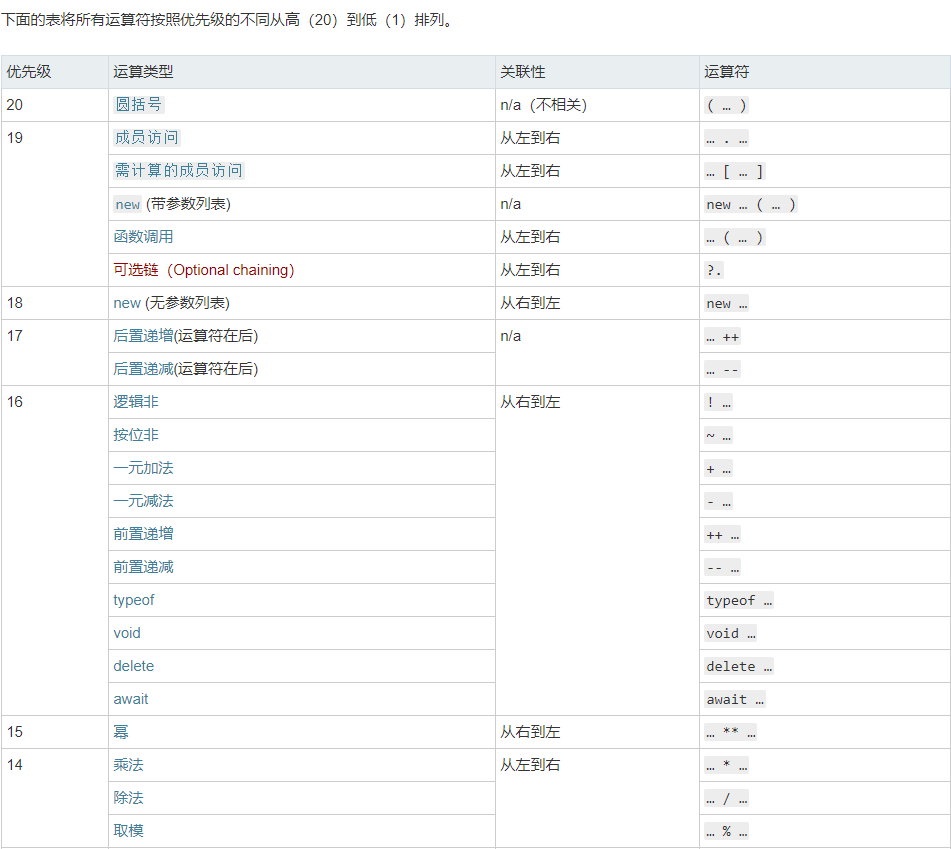 下面的表将所有运算符按照优先级的不同从高（20）到低（1）排列。
优先级 运算类型 关联性 运算符
20 圆括号 n/a（不相关） ( … )
19 成员访问 从左到右 … . …
需计算的成员访问 从左到右 … [ … ]
new (带参数列表) n/a new … ( … )
函数调用 从左到右 … ( … )
可选链（Optional chaining） 从左到右 ?.
18 new (无参数列表) 从右到左 new …
17 后置递增(运算符在后) n/a … ++
后置递减(运算符在后) … --
16 逻辑非 从右到左 ! …
按位非 ~ …
一元加法 + …
一元减法 - …
前置递增 ++ …
前置递减 -- …
typeof typeof …
void void …
delete delete …
await await …
15 幂 从右到左 … ** …
14 乘法 从左到右 … * …
除法 … / …
取模 … % …